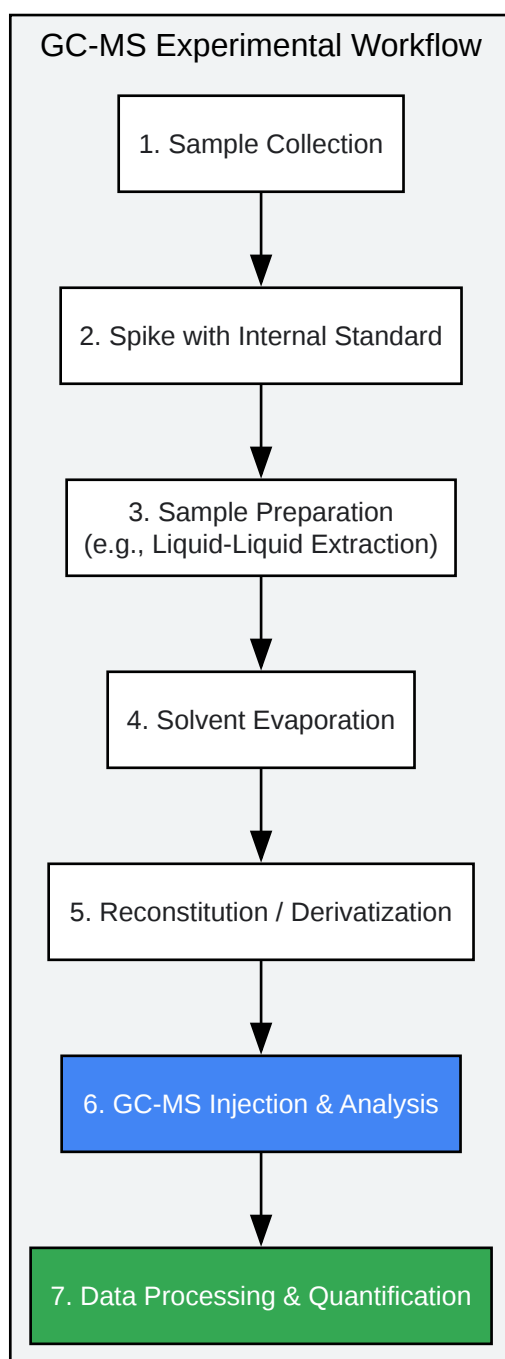 GC-MS Experimental Workflow
1. Sample Collection
2. Spike with Internal Standard
3. Sample Preparation
(e.g., Liquid-Liquid Extraction)
4. Solvent Evaporation
5. Reconstitution / Derivatization
6. GC-MS Injection & Analysis
7. Data Processing & Quantification